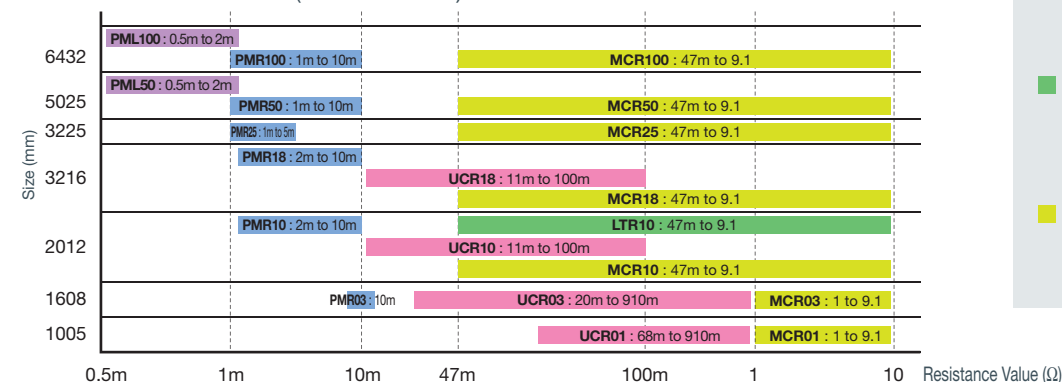 PML100 : 0.5m to 2m
6432
PMR100 : 1m to 10m
MCR100 : 47m to 9.1
PML50 : 0.5m to 2m
5025
PMR50 : 1m to 10m
MCR50 : 47m to 9.1
3225
PMR25 : 1m to 5m
MCR25 : 47m to 9.1
PMR18 : 2m to 10m
3216
UCR18 : 11m to 100m
MCR18 : 47m to 9.1
PMR10 : 2m to 10m
LTR10 : 47m to 9.1
2012
UCR10 : 11m to 100m
MCR10 : 47m to 9.1
1608
PMR03 : 10m
UCR03 : 20m to 910m
MCR03 : 1 to 9.1
1005
UCR01 : 68m to 910m
MCR01 : 1 to 9.1
Size (mm)
0.5m 1m 10m 47m 100m 1 10 Resistance Value (Ω)